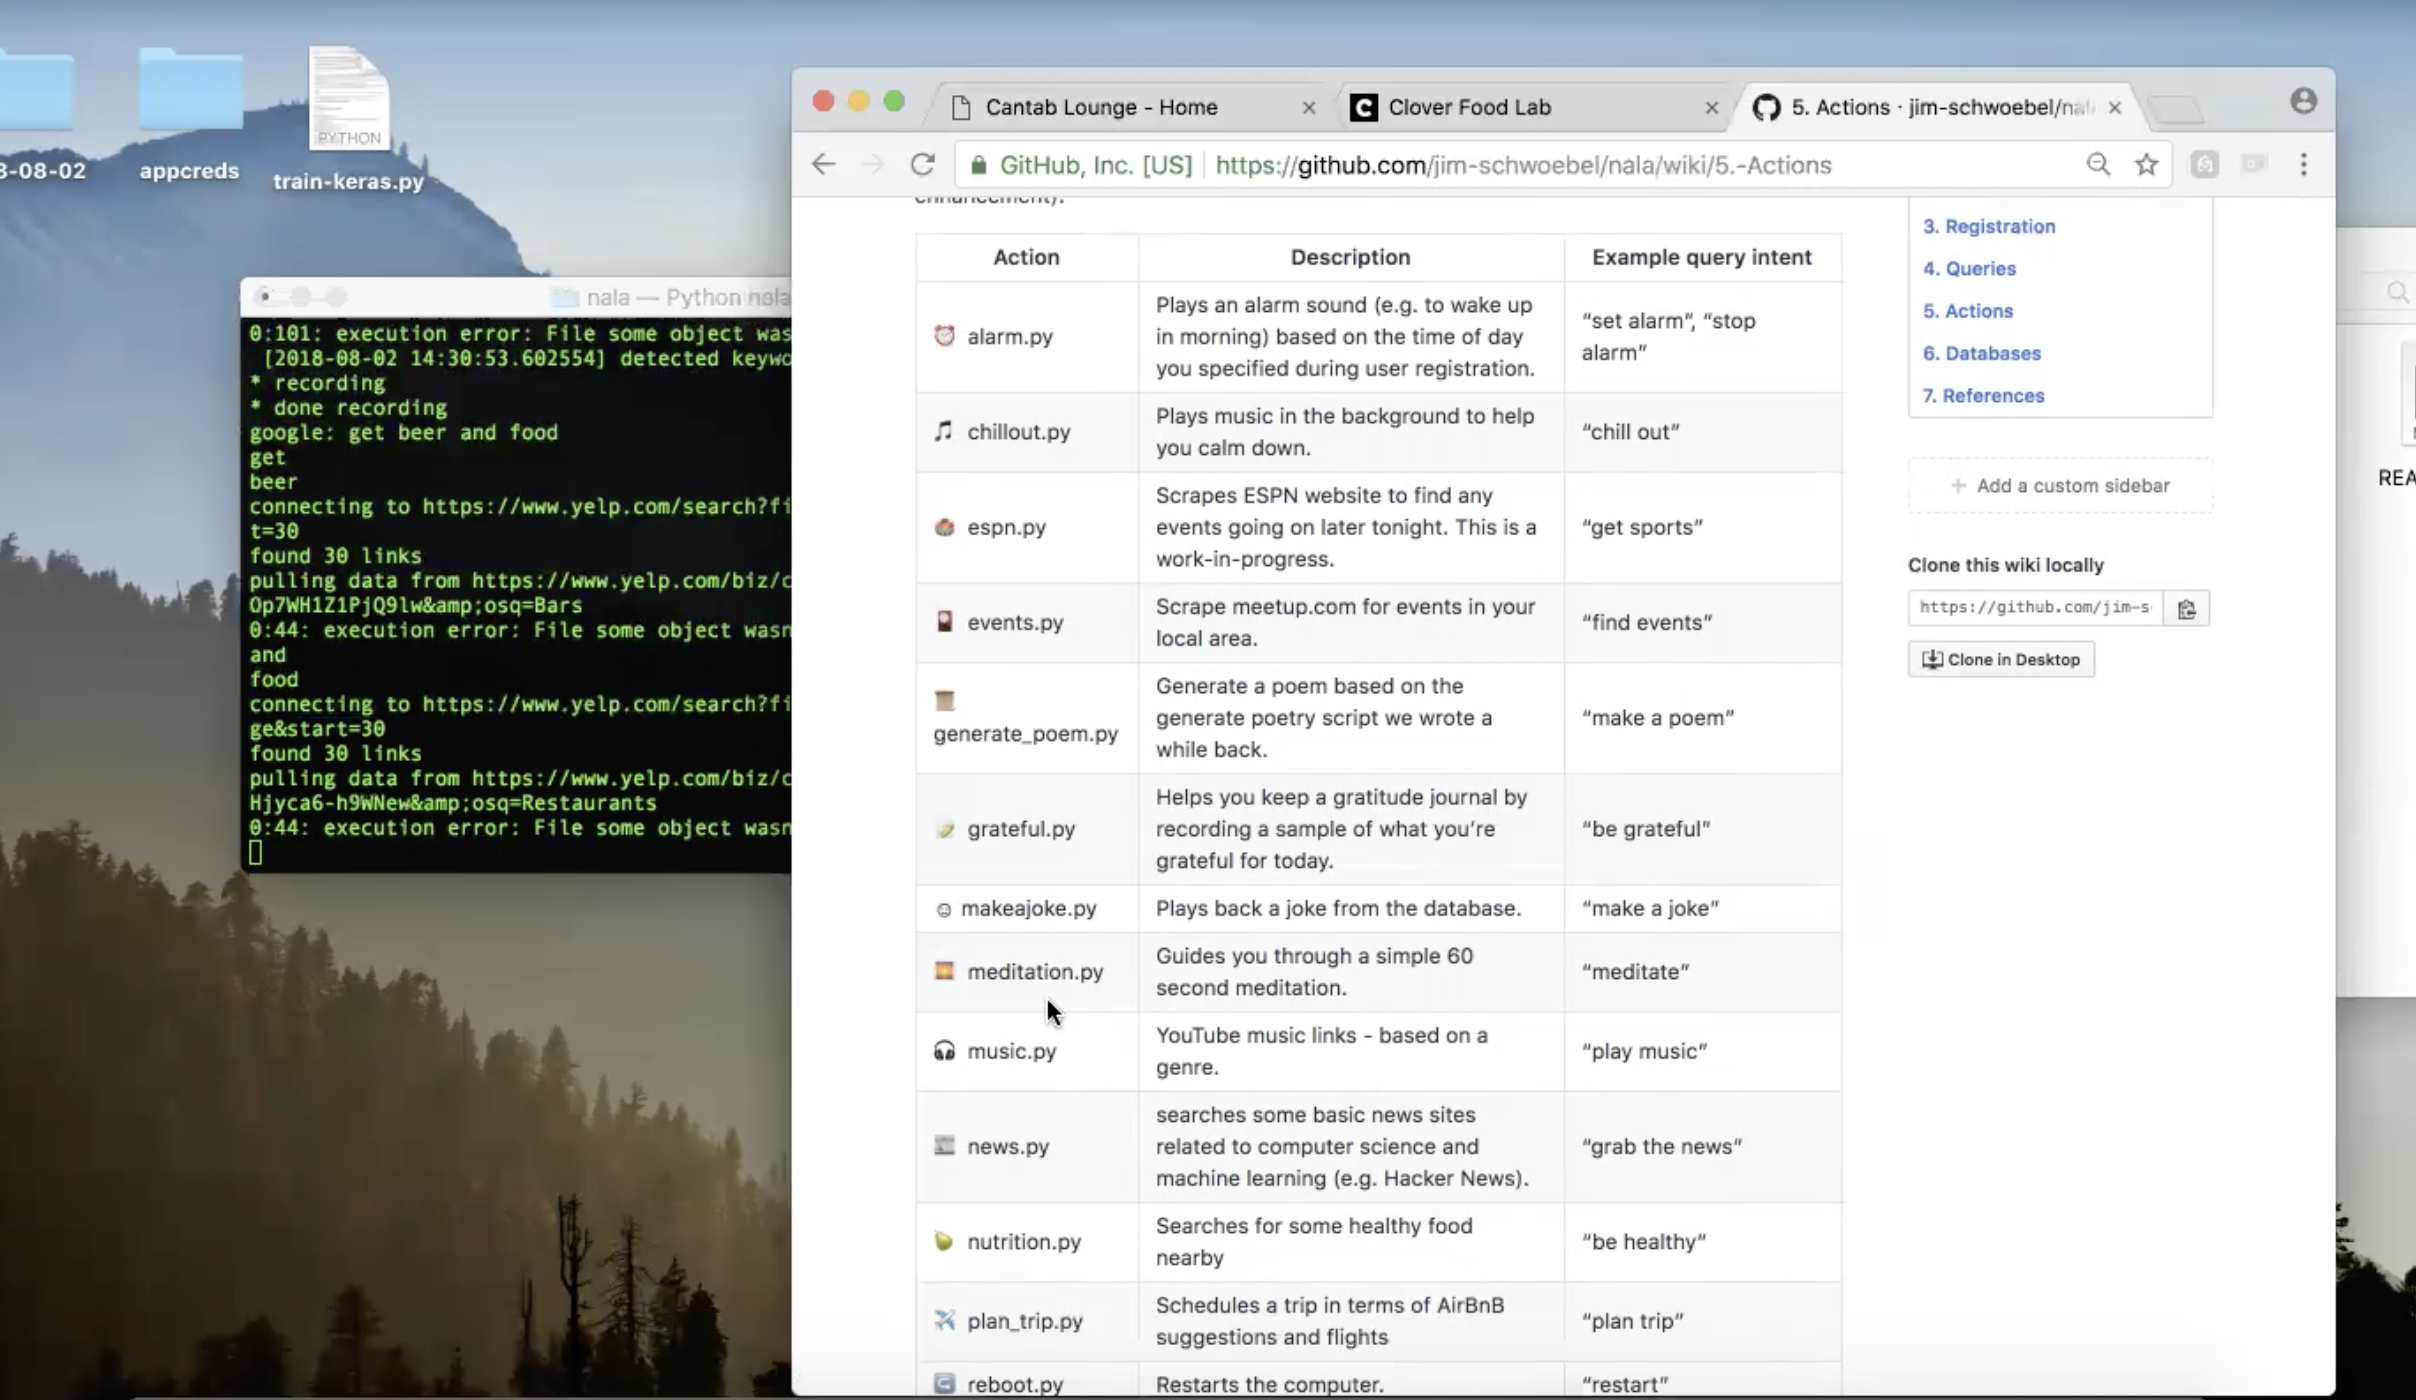 3-08-02
appcreds
PYTHON
train-keras.py
nala — Python nala
0:101: execution error: File some object was
[2018-08-02 14:30:53.602554] detected keywo
* recording
* done recording
google: get beer and food
get
beer
connecting to https://www.yelp.com/search?fi
t=30
found 30 links
pulling data from https://www.yelp.com/biz/c
Op7WH1Z1PjQ9lw&amp;osq=Bars
0:44: execution error: File some object wasn
and
food
connecting to https://www.yelp.com/search?fi
ge&start=30
found 30 links
pulling data from https://www.yelp.com/biz/c
Hjyca6-h9WNew&amp;osq=Restaurants
0:44: execution error: File some object wasn
Cantab Lounge - Home
Clover Food Lab
5. Actions · jim-schwoebel/nala
GitHub, Inc. [US] https://github.com/jim-schwoebel/nala/wiki/5.-Actions
enhancement).
Action Description Example query intent
alarm.py
Plays an alarm sound (e.g. to wake up
in morning) based on the time of day
you specified during user registration.
“set alarm”, “stop
alarm”
chillout.py
Plays music in the background to help
you calm down.
“chill out”
espn.py
Scrapes ESPN website to find any
events going on later tonight. This is a
work-in-progress.
“get sports”
events.py
Scrape meetup.com for events in your
local area.
“find events”
generate_poem.py
Generate a poem based on the
generate poetry script we wrote a
while back.
“make a poem”
grateful.py
Helps you keep a gratitude journal by
recording a sample of what you’re
grateful for today.
“be grateful”
makeajoke.py
Plays back a joke from the database.
“make a joke”
meditation.py
Guides you through a simple 60
second meditation.
“meditate”
music.py
YouTube music links - based on a
genre.
“play music”
news.py
searches some basic news sites
related to computer science and
machine learning (e.g. Hacker News).
“grab the news”
nutrition.py
Searches for some healthy food
nearby
“be healthy”
plan_trip.py
Schedules a trip in terms of AirBnB
suggestions and flights
“plan trip”
reboot.py
Restarts the computer.
“restart”
3. Registration
4. Queries
5. Actions
6. Databases
7. References
+ Add a custom sidebar
Clone this wiki locally
https://github.com/jim-s
Clone in Desktop
REA